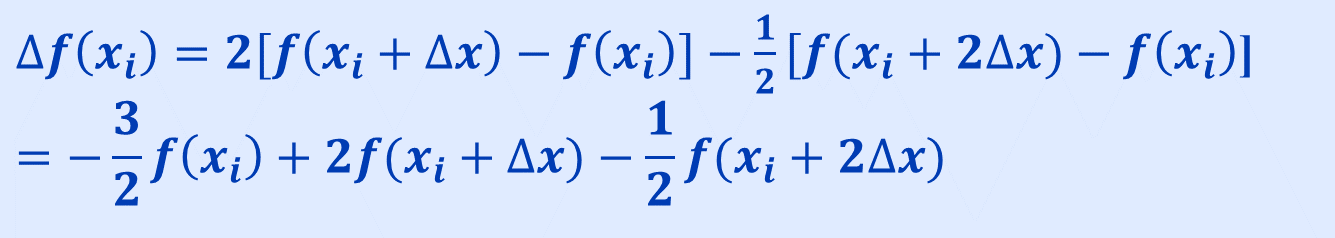 Δf(xᵢ) = 2[f(xᵢ + Δx) − f(xᵢ)] − ½[f(xᵢ + 2Δx) − f(xᵢ)]
= −3/2 f(xᵢ) + 2f(xᵢ + Δx) − 1/2 f(xᵢ + 2Δx)